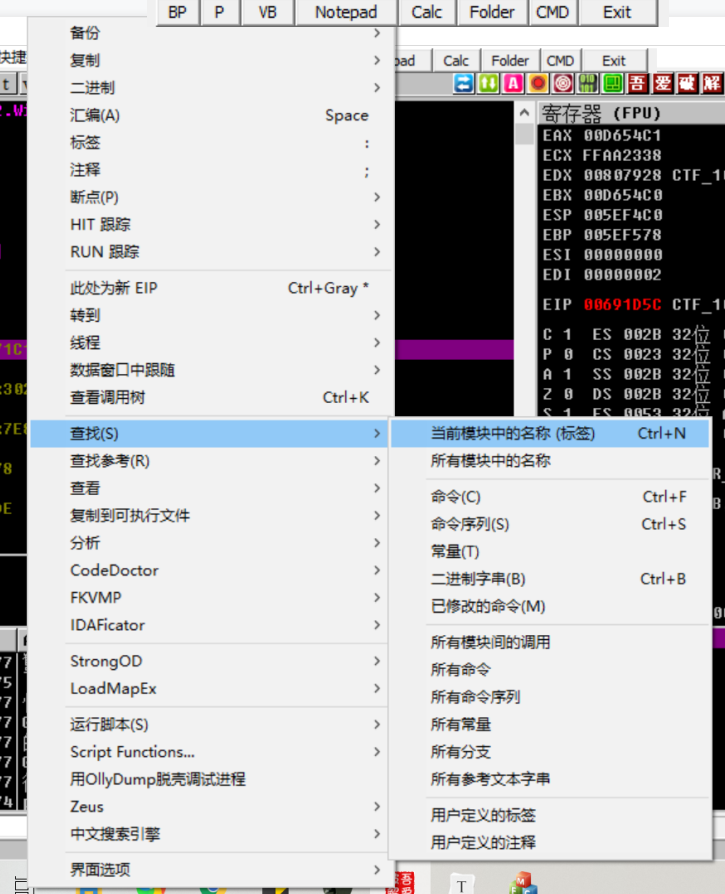 BP P VB Notepad Calc Folder CMD Exit
备份
快捷
复制
pad Calc Folder CMD Exit
二进制
吾 爱 破 解
汇编(A) Space
寄存器 (FPU)
标签 :
EAX 00D654C1
ECX FFAA2338
注释 ;
EDX 00807928 CTF_1
断点(P)
EBX 00D654C0
HIT 跟踪
ESP 005EF4C0
EBP 005EF578
RUN 跟踪
ESI 00000000
EDI 00000002
此处为新 EIP Ctrl+Gray *
EIP 00691D5C CTF_1
转到
C 1 ES 002B 32位
线程
P 0 CS 0023 32位
数据窗口中跟随
A 1 SS 002B 32位
查看调用树 Ctrl+K
Z 0 DS 002B 32位
S 1 FS 0053 32位
查找(S)
当前模块中的名称 (标签) Ctrl+N
查找参考(R)
所有模块中的名称
查看
命令(C) Ctrl+F
复制到可执行文件
命令序列(S) Ctrl+S
分析
常量(T)
CodeDoctor
二进制字串(B) Ctrl+B
FKVMP
已修改的命令(M)
IDAFicator
所有模块间的调用
StrongOD
所有命令
LoadMapEx
所有命令序列
运行脚本(S)
所有常量
Script Functions...
所有分支
用OllyDump脱壳调试进程
所有参考文本字串
Zeus
用户定义的标签
中文搜索引擎
用户定义的注释
界面选项